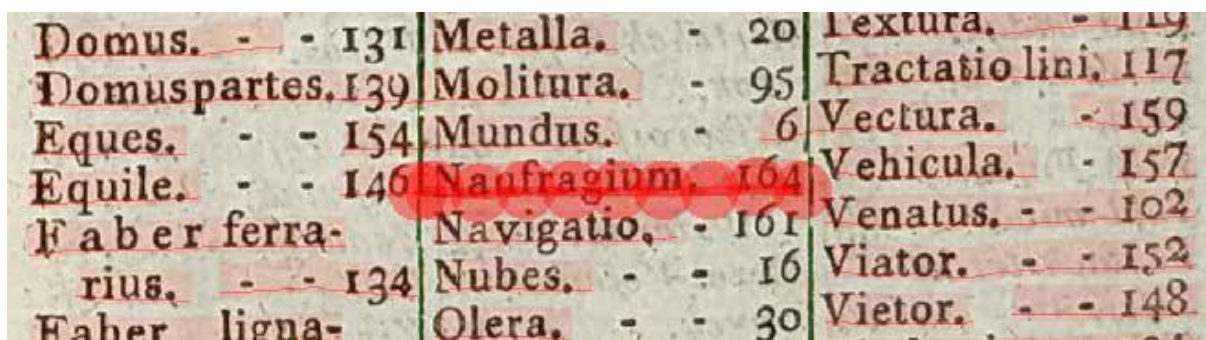 Domus. - - 131
Domuspartes. 139
Eques. - - 154
Equile. - - 146
Faber ferra-
rius. - - 134
Faber ligna-
Metalla. - 20
Molitura. - 95
Mundus. - 6
Naufragium. 164
Navigatio. - 161
Nubes. - - 16
Olera. - - 30
Textura. - 119
Tractatio lini. 117
Vectura. - 159
Vehicula. - 157
Venatus. - - 102
Viator. - - 152
Vietor. - - 148